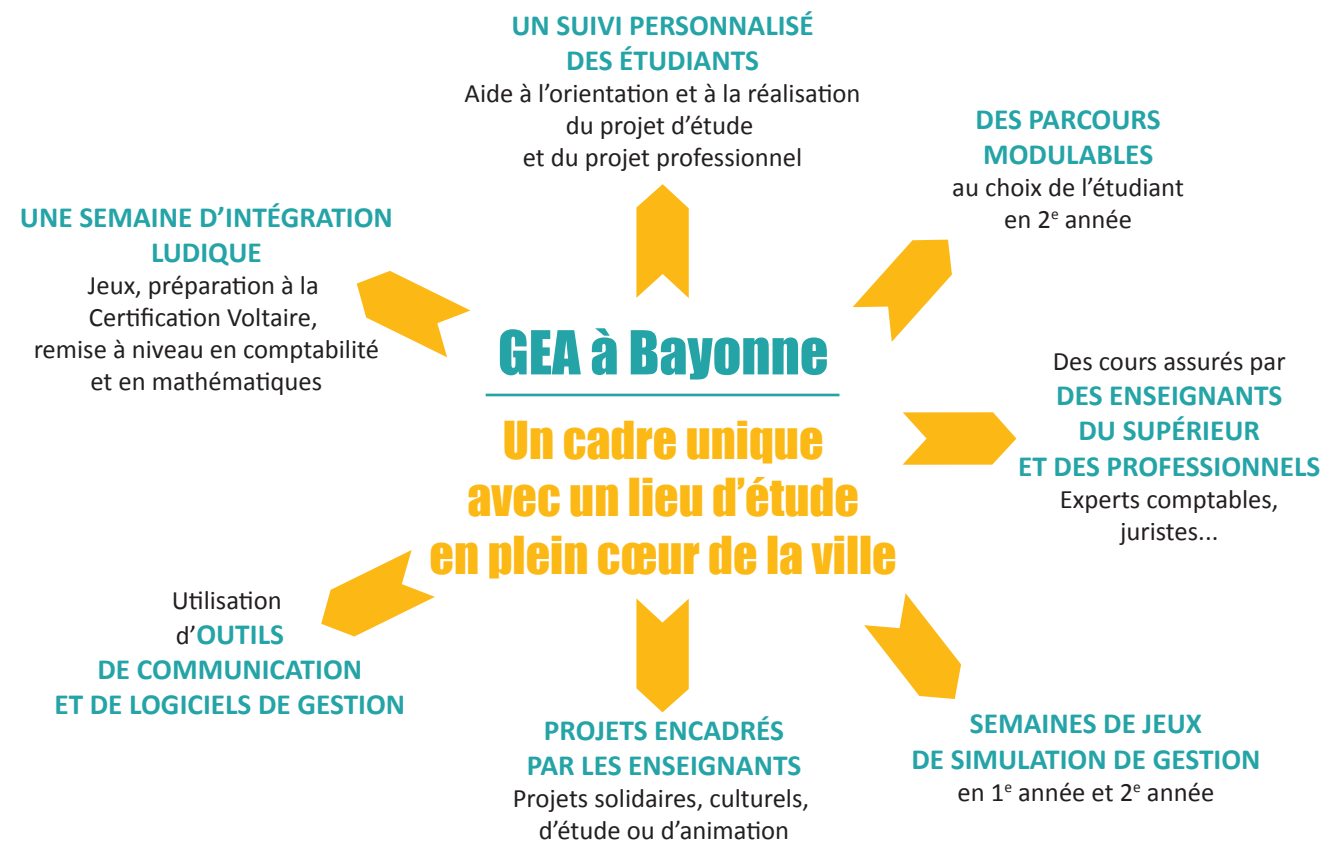 UN SUIVI PERSONNALISÉ
DES ÉTUDIANTS
Aide à l'orientation et à la réalisation
du projet d'étude
et du projet professionnel
DES PARCOURS
MODULABLES
au choix de l'étudiant
en 2e année
UNE SEMAINE D'INTÉGRATION
LUDIQUE
Jeux, préparation à la
Certification Voltaire,
remise à niveau en comptabilité
et en mathématiques
GEA à Bayonne
Un cadre unique
avec un lieu d'étude
en plein cœur de la ville
Des cours assurés par
DES ENSEIGNANTS
DU SUPÉRIEUR
ET DES PROFESSIONNELS
Experts comptables,
juristes...
Utilisation
d'OUTILS
DE COMMUNICATION
ET DE LOGICIELS DE GESTION
PROJETS ENCADRÉS
PAR LES ENSEIGNANTS
Projets solidaires, culturels,
d'étude ou d'animation
SEMAINES DE JEUX
DE SIMULATION DE GESTION
en 1e année et 2e année